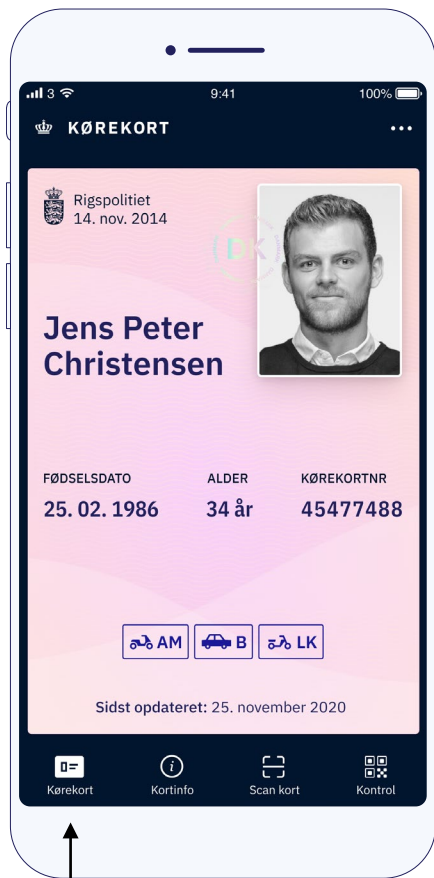 3
9:41
100%
KØREKORT
Rigspolitiet
14. nov. 2014
DK
Jens Peter
Christensen
FØDSELSDATO ALDER KØREKORTNR
25. 02. 1986 34 år 45477488
AM B LK
Sidst opdateret: 25. november 2020
Kørekort Kortinfo Scan kort Kontrol